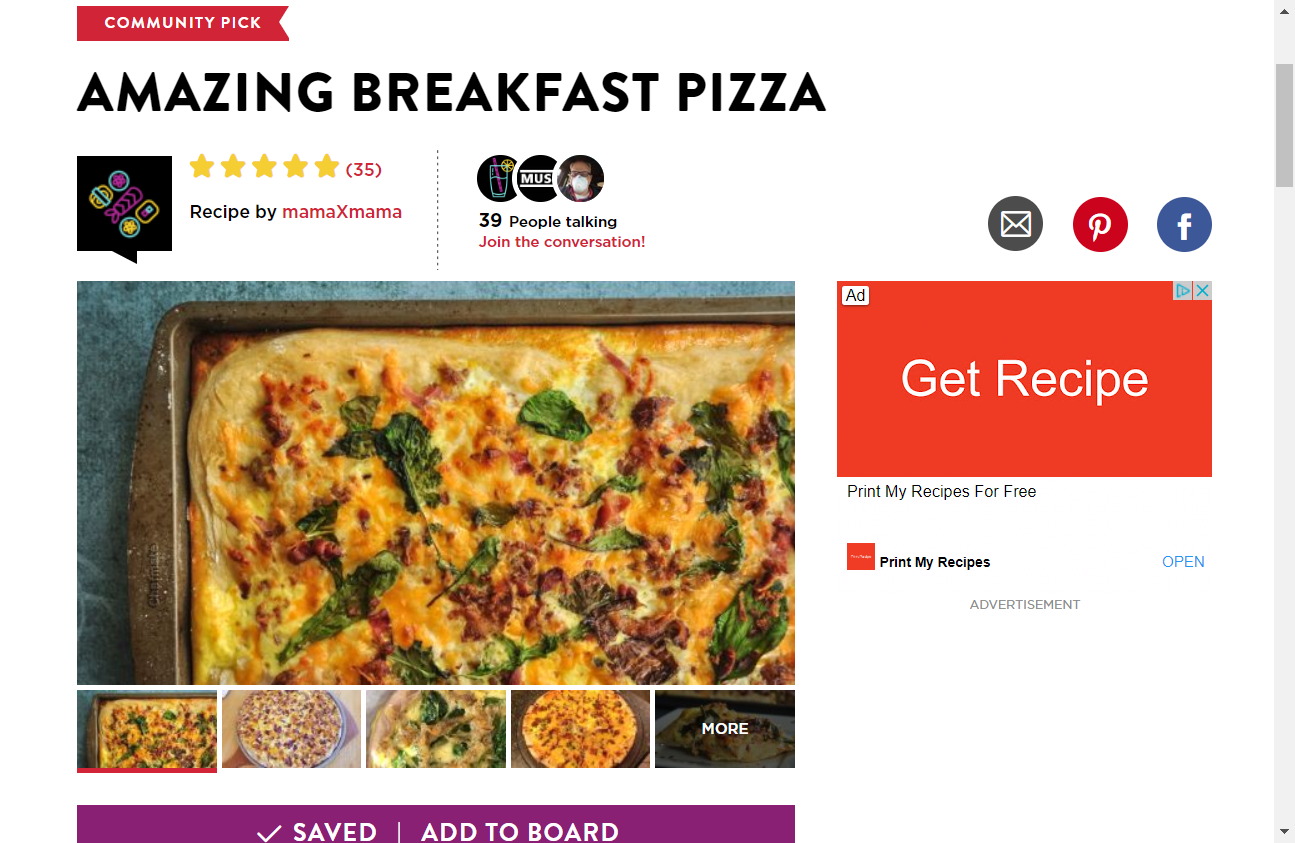 COMMUNITY PICK
AMAZING BREAKFAST PIZZA
(35)
Recipe by mamaXmama
MUS
39 People talking
Join the conversation!
Ad
Get Recipe
Print My Recipes For Free
Print My Recipes
OPEN
ADVERTISEMENT
Chefmate
MORE
SAVED | ADD TO BOARD